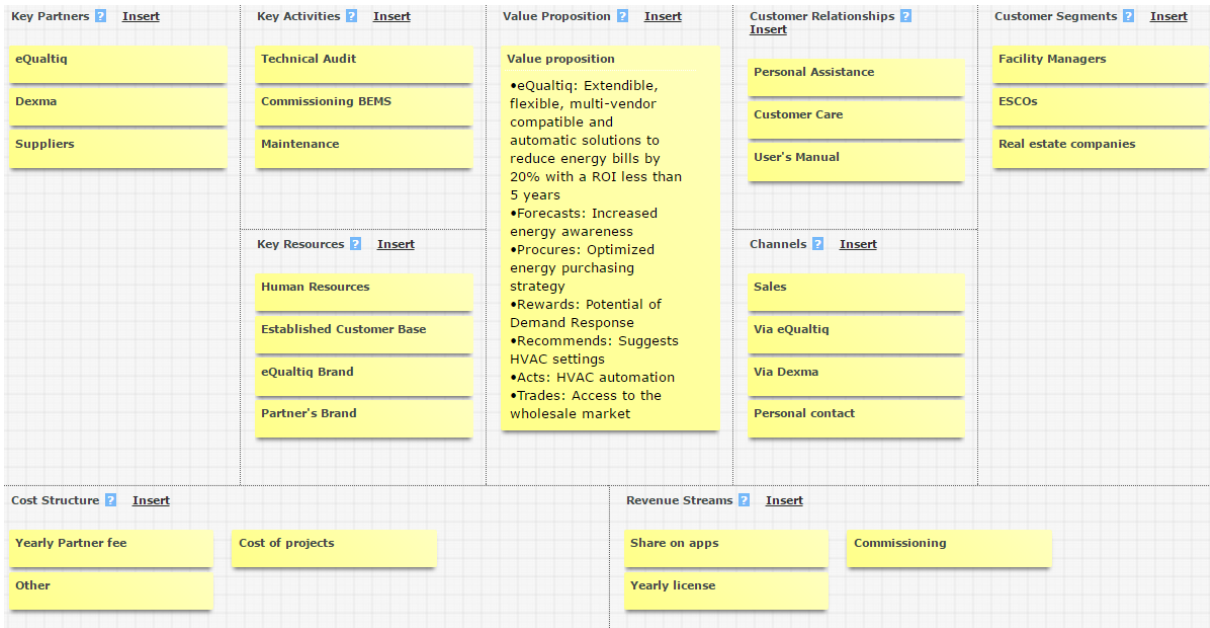 Key Partners ? Insert
eQualtiq
Dexma
Suppliers
Key Activities ? Insert
Technical Audit
Commissioning BEMS
Maintenance
Key Resources ? Insert
Human Resources
Established Customer Base
eQualtiq Brand
Partner's Brand
Value Proposition ? Insert
Value proposition
•eQualtiq: Extendible,
flexible, multi-vendor
compatible and
automatic solutions to
reduce energy bills by
20% with a ROI less than
5 years
•Forecasts: Increased
energy awareness
•Procures: Optimized
energy purchasing
strategy
•Rewards: Potential of
Demand Response
•Recommends: Suggests
HVAC settings
•Acts: HVAC automation
•Trades: Access to the
wholesale market
Customer Relationships ?
Insert
Personal Assistance
Customer Care
User's Manual
Channels ? Insert
Sales
Via eQualtiq
Via Dexma
Personal contact
Customer Segments ? Insert
Facility Managers
ESCOs
Real estate companies
Cost Structure ? Insert
Yearly Partner fee
Cost of projects
Other
Revenue Streams ? Insert
Share on apps
Commissioning
Yearly license